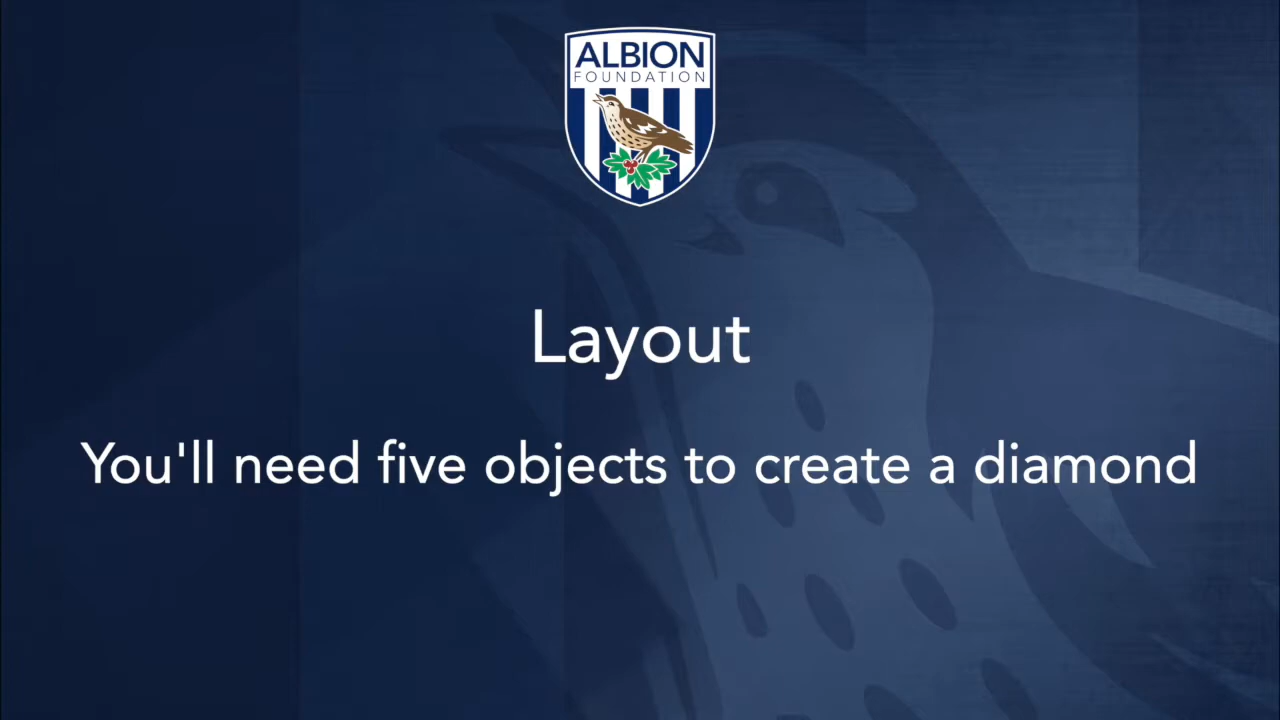 ALBION
FOUNDATION
Layout
You'll need five objects to create a diamond